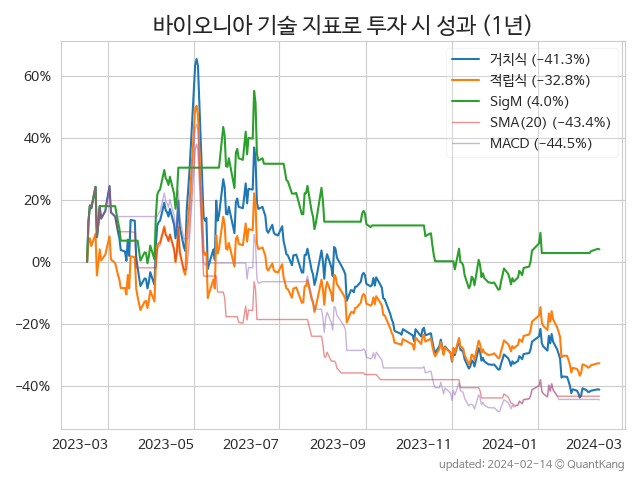 바이오니아 기술 지표로 투자 시 성과 (1년)
거치식 (−41.3%)
적립식 (−32.8%)
SigM (4.0%)
SMA(20) (−43.4%)
MACD (−44.5%)
60%
40%
20%
0%
−20%
−40%
2023-03 2023-05 2023-07 2023-09 2023-11 2024-01 2024-03
updated: 2024-02-14 © QuantKang